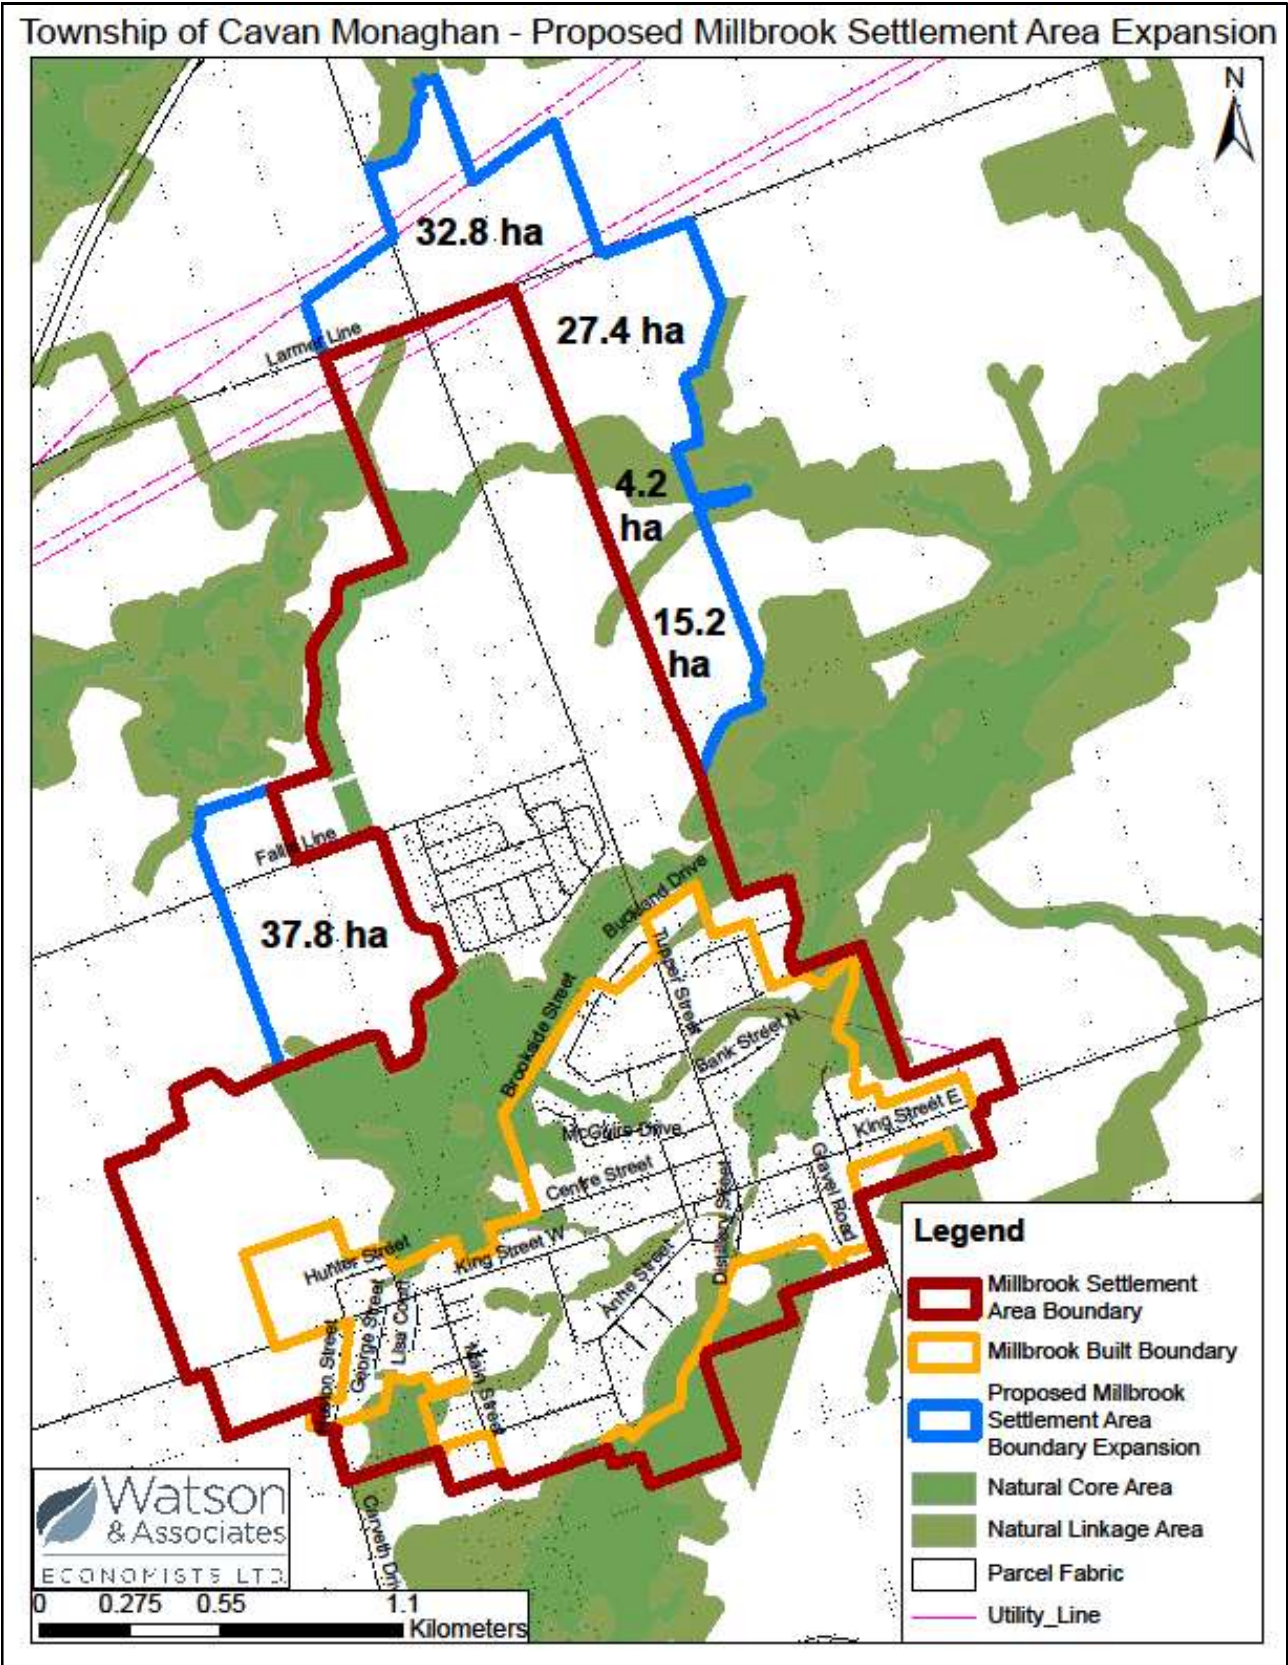 Township of Cavan Monaghan - Proposed Millbrook Settlement Area Expansion
N
32.8 ha
27.4 ha
Larmer Line
4.2
ha
15.2
ha
Fallis Line
37.8 ha
Buckland Drive
Tupper Street
Brookside Street
Bank Street N
McGuire Drive
King Street E
Centre Street
Gravel Road
Distillery Street
King Street W
Hunter Street
Anne Street
George Street
Lisa Court
Main Street
Street
Carveth Driv
Legend
Millbrook Settlement
Area Boundary
Millbrook Built Boundary
Proposed Millbrook
Settlement Area
Boundary Expansion
Natural Core Area
Natural Linkage Area
Parcel Fabric
Utility_Line
Watson
& Associates
ECONOMISTS LTD.
0 0.275 0.55 1.1
Kilometers